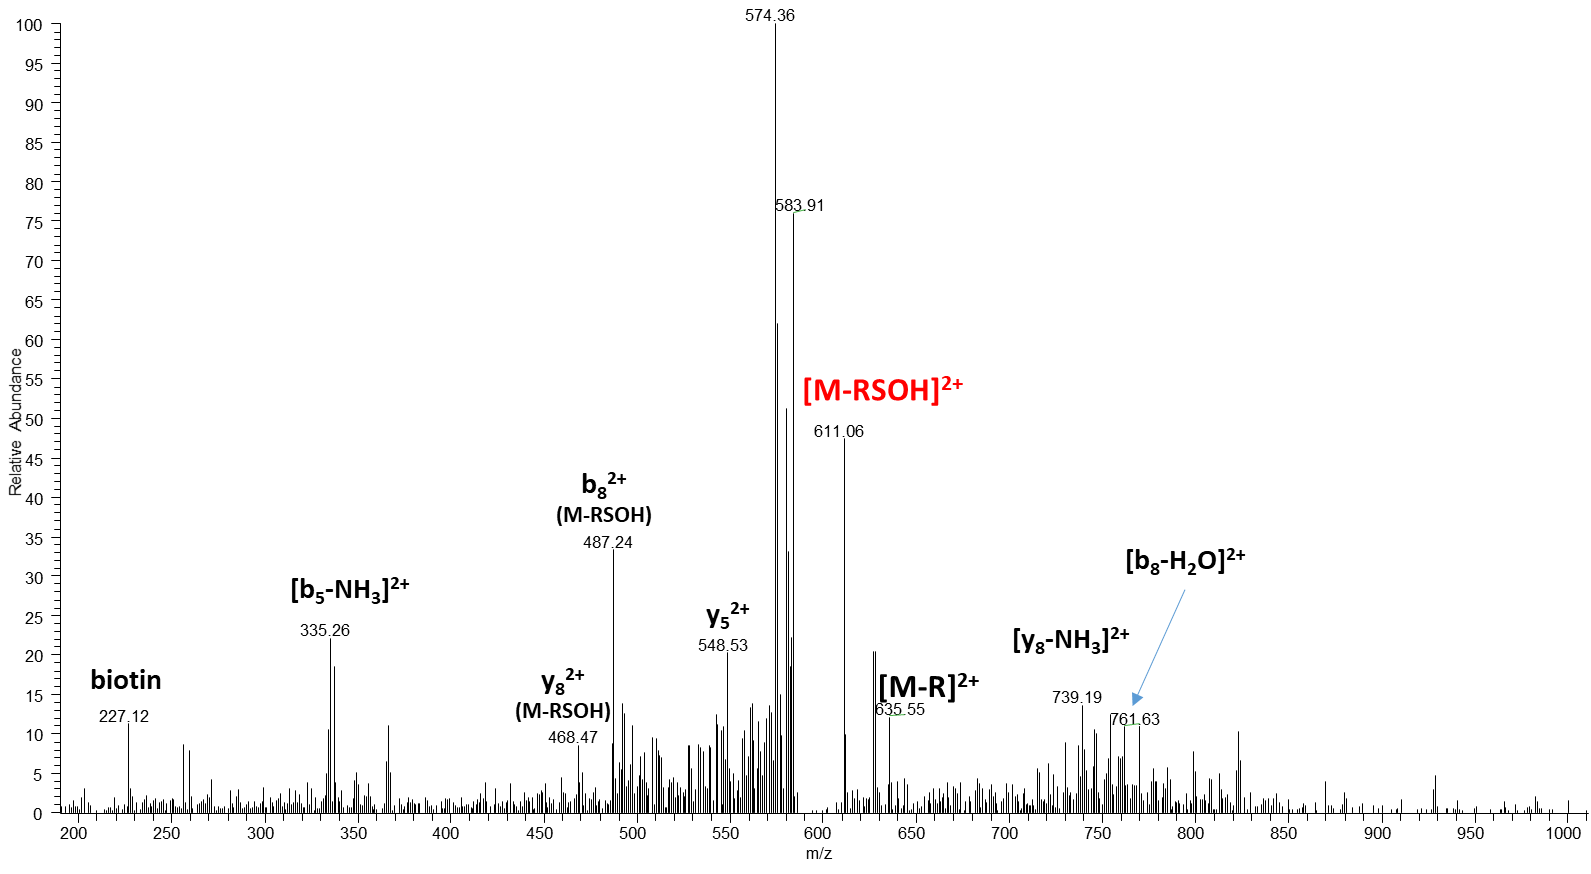 574.36
583.91
[M-RSOH]²⁺
611.06
b₈²⁺
(M-RSOH)
487.24
[b₈-H₂O]²⁺
[b₅-NH₃]²⁺
335.26
y₅²⁺
548.53
[y₈-NH₃]²⁺
739.19
761.63
biotin
227.12
y₈²⁺
(M-RSOH)
468.47
[M-R]²⁺
635.55
100
95
90
85
80
75
70
65
60
55
50
45
40
35
30
25
20
15
10
5
0
Relative Abundance
200 250 300 350 400 450 500 550 600 650 700 750 800 850 900 950 1000
m/z